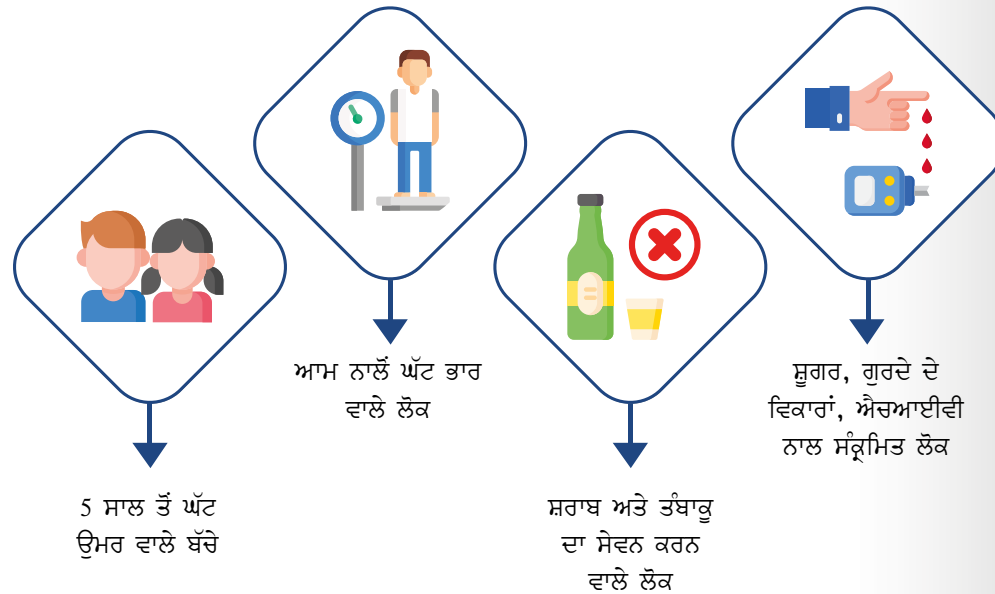 5 ਸਾਲ ਤੋਂ ਘੱਟ
ਉਮਰ ਵਾਲੇ ਬੱਚੇ
ਆਮ ਨਾਲੋਂ ਘੱਟ ਭਾਰ
ਵਾਲੇ ਲੋਕ
ਸ਼ਰਾਬ ਅਤੇ ਤੰਬਾਕੂ
ਦਾ ਸੇਵਨ ਕਰਨ
ਵਾਲੇ ਲੋਕ
ਸ਼ੂਗਰ, ਗੁਰਦੇ ਦੇ
ਵਿਕਾਰਾਂ, ਐਚਆਈਵੀ
ਨਾਲ ਸੰਕ੍ਰਮਿਤ ਲੋਕ